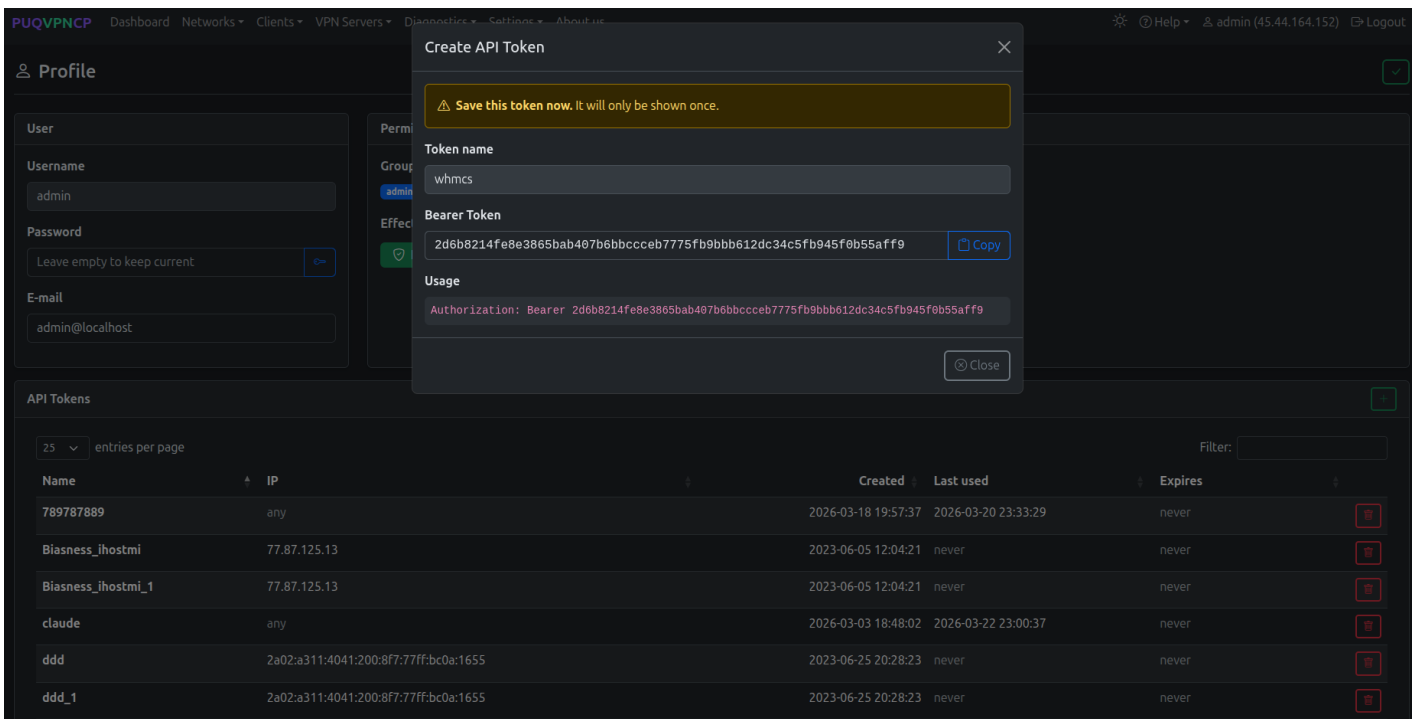 PUQVPNCP Dashboard Networks Clients VPN Servers Diagnostics Settings About us Help admin (45.44.164.152) Logout
Create API Token
Profile
Save this token now. It will only be shown once.
User
Permi
Token name
Username
Group
whmcs
admin
admin
Bearer Token
Password
Effec
2d6b8214fe8e3865bab407b6bbccceb7775fb9bbb612dc34c5fb945f0b55aff9 Copy
Leave empty to keep current
Usage
E-mail
Authorization: Bearer 2d6b8214fe8e3865bab407b6bbccceb7775fb9bbb612dc34c5fb945f0b55aff9
admin@localhost
Close
API Tokens
25 entries per page
Filter:
Name IP Created Last used Expires
789787889 any 2026-03-18 19:57:37 2026-03-20 23:33:29 never
Biasness_ihostmi 77.87.125.13 2023-06-05 12:04:21 never never
Biasness_ihostmi_1 77.87.125.13 2023-06-05 12:04:21 never never
claude any 2026-03-03 18:48:02 2026-03-22 23:00:37 never
ddd 2a02:a311:4041:200:8f7:77ff:bc0a:1655 2023-06-25 20:28:23 never never
ddd_1 2a02:a311:4041:200:8f7:77ff:bc0a:1655 2023-06-25 20:28:23 never never